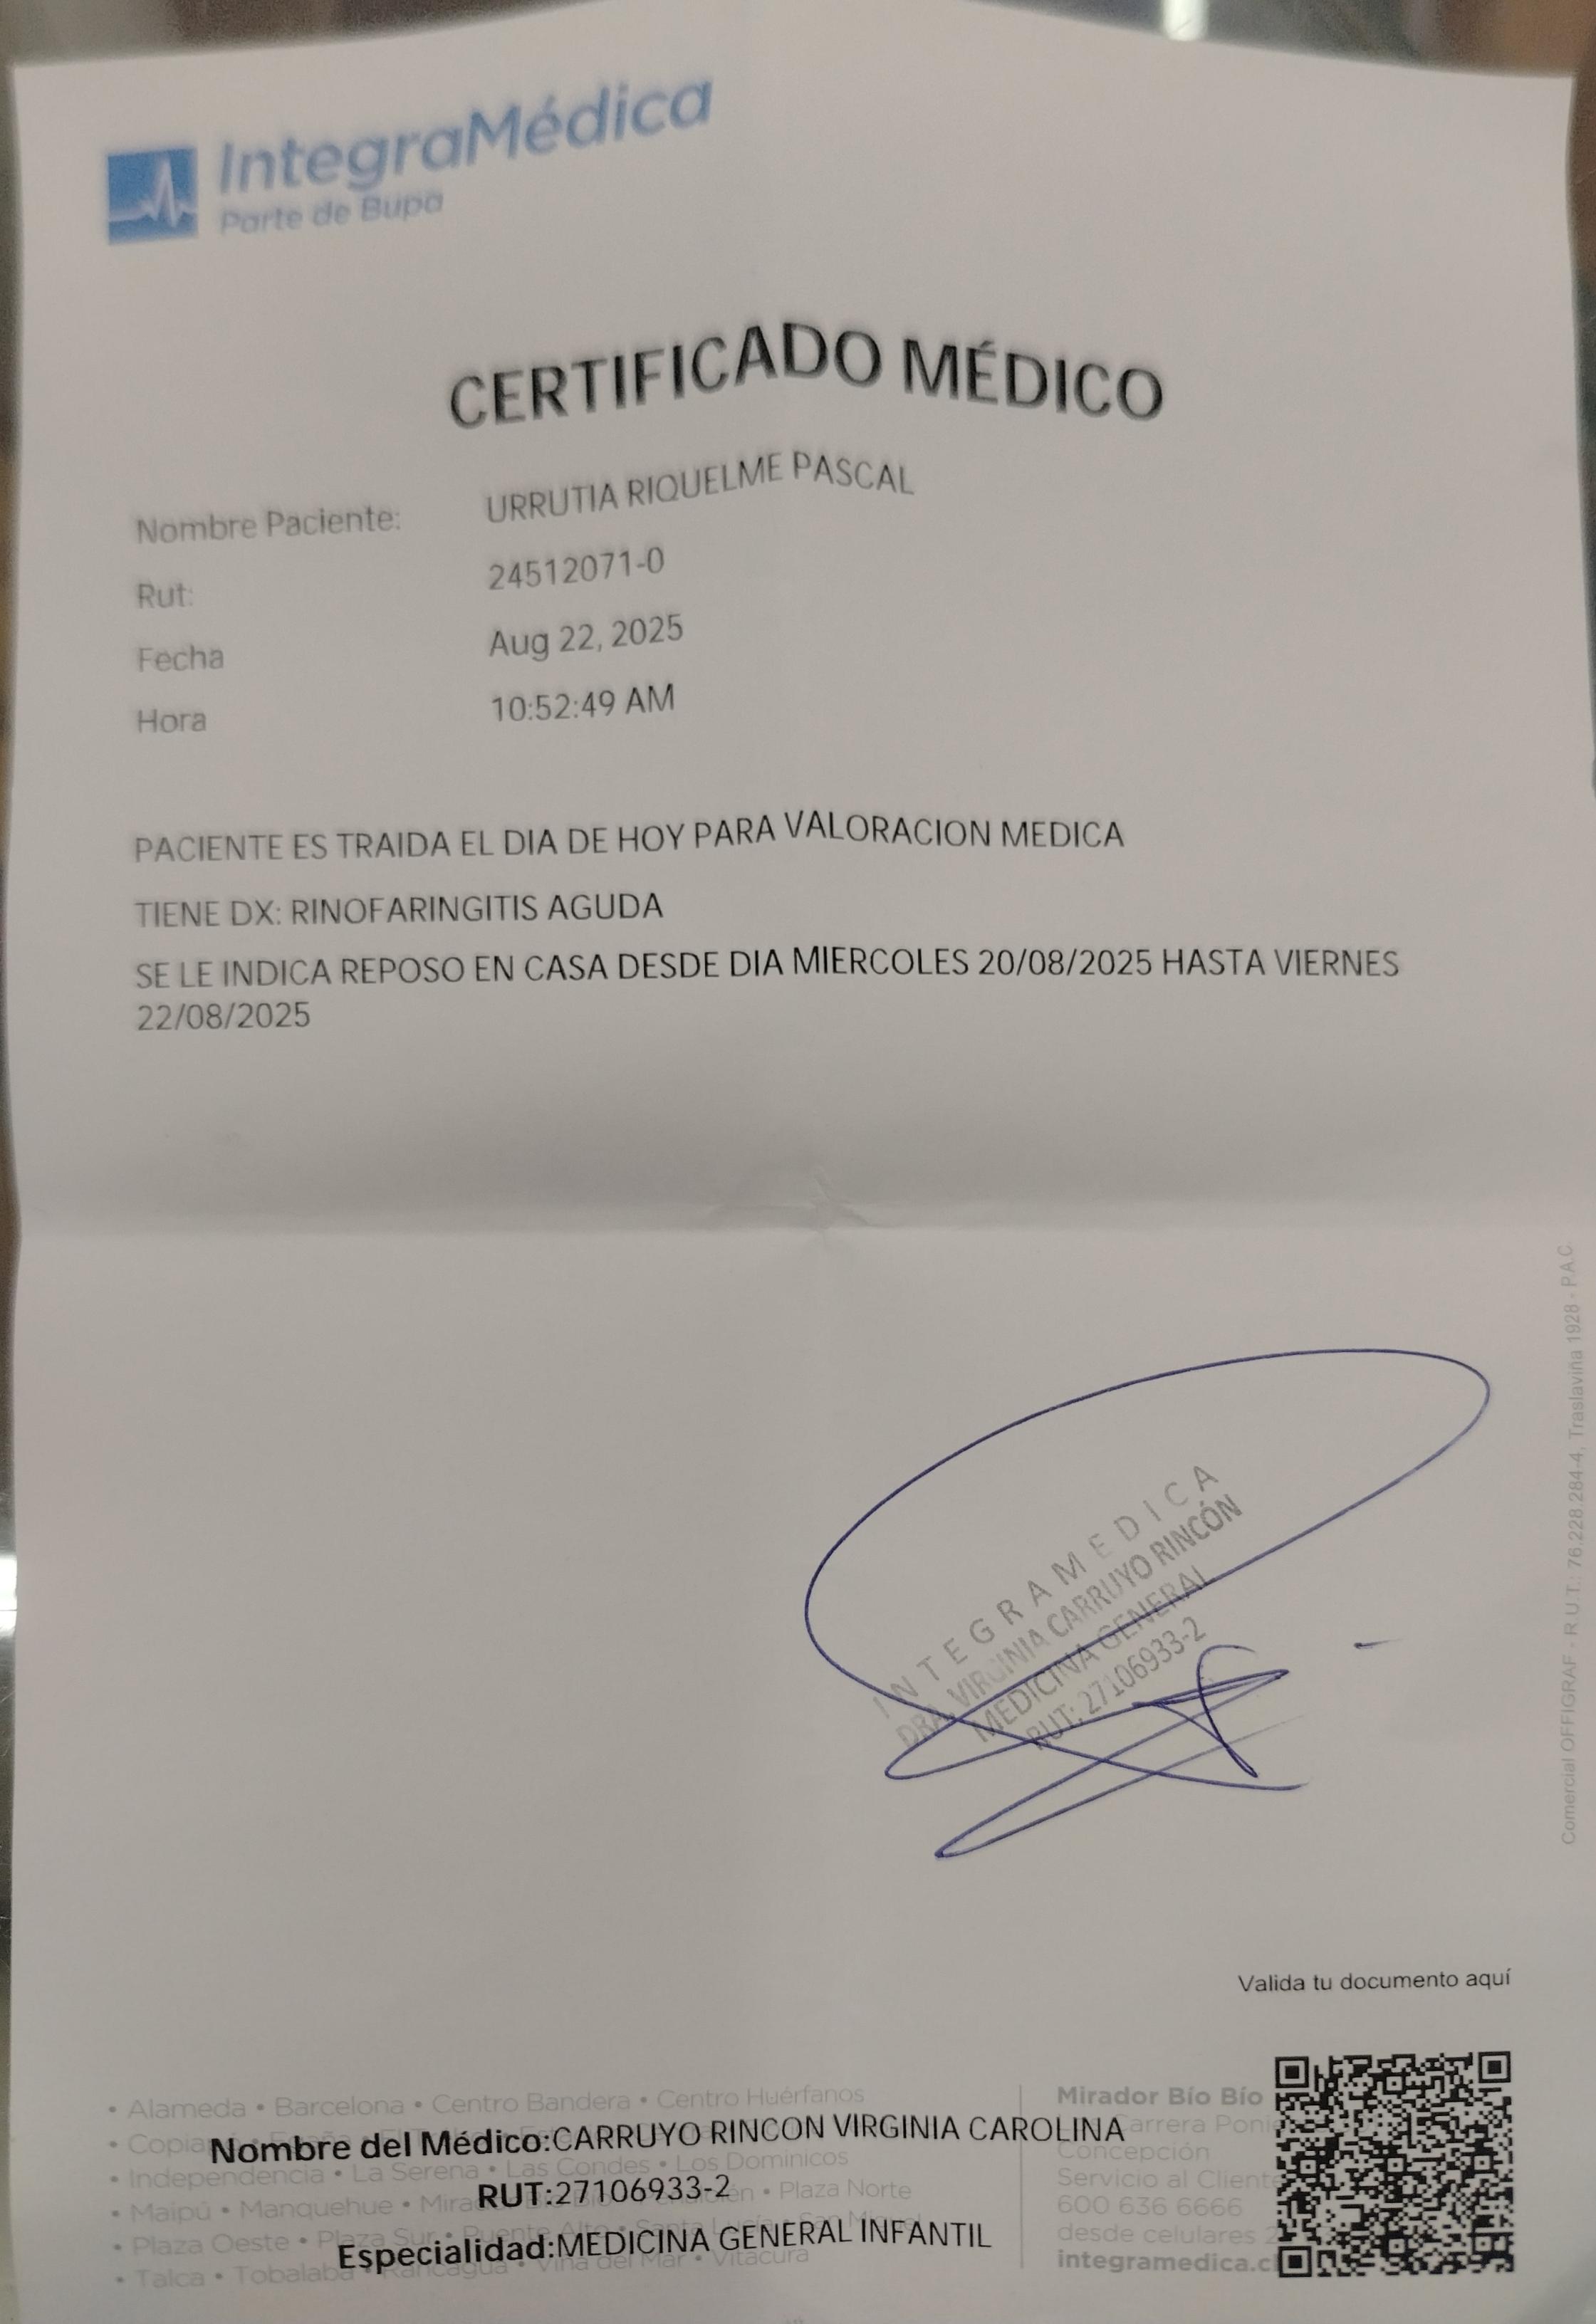 IntegraMédica
Parte de Bupa
CERTIFICADO MÉDICO
Nombre Paciente: URRUTIA RIQUELME PASCAL
Rut: 24512071-0
Fecha Aug 22, 2025
Hora 10:52:49 AM
PACIENTE ES TRAIDA EL DIA DE HOY PARA VALORACION MEDICA
TIENE DX: RINOFARINGITIS AGUDA
SE LE INDICA REPOSO EN CASA DESDE DIA MIERCOLES 20/08/2025 HASTA VIERNES
22/08/2025
INTEGRAMEDICA
DRA. VIRGINIA CARRUYO RINCÓN
MEDICINA GENERAL
RUT: 27106933-2
Comercial OFFIGRAF - R.U.T.: 76.228.284-4, Traslaviña 1928 - P.A.C.
Valida tu documento aquí
• Alameda • Barcelona • Centro Bandera • Centro Huérfanos
Nombre del Médico:CARRUYO RINCON VIRGINIA CAROLINA
• Independencia • La Serena • Las Condes • Los Dominicos
RUT:27106933-2
• Maipú • Manquehue • • Plaza Norte
• Plaza Oeste • Plaza Sur •
Especialidad:MEDICINA GENERAL INFANTIL
• Talca • Tobalaba • Rancagua • Viña del Mar • Vitacura
Mirador Bío Bío
Concepción
Servicio al Cliente
600 636 6666
desde celulares
integramedica.c